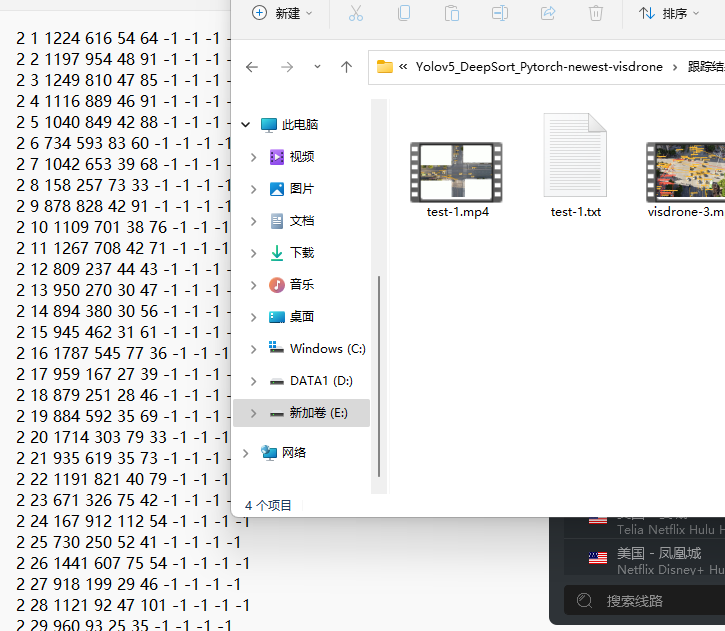 2 1 1224 616 54 64 -1 -1 -1
2 2 1197 954 48 91 -1 -1 -1
2 3 1249 810 47 85 -1 -1 -1
2 4 1116 889 46 91 -1 -1 -1
2 5 1040 849 42 88 -1 -1 -1
2 6 734 593 83 60 -1 -1 -1
2 7 1042 653 39 68 -1 -1 -1
2 8 158 257 73 33 -1 -1 -1
2 9 878 828 42 91 -1 -1 -1
2 10 1109 701 38 76 -1 -1
2 11 1267 708 42 71 -1 -1
2 12 809 237 44 43 -1 -1 -1
2 13 950 270 30 47 -1 -1 -1
2 14 894 380 30 56 -1 -1 -1
2 15 945 462 31 61 -1 -1 -1
2 16 1787 545 77 36 -1 -1
2 17 959 167 27 39 -1 -1 -1
2 18 879 251 28 46 -1 -1 -1
2 19 884 592 35 69 -1 -1 -1
2 20 1714 303 79 33 -1 -1
2 21 935 619 35 73 -1 -1 -1
2 22 1191 821 40 79 -1 -1
2 23 671 326 75 42 -1 -1 -1
2 24 167 912 112 54 -1 -1 -1 -1
2 25 730 250 52 41 -1 -1 -1 -1
2 26 1441 607 75 54 -1 -1 -1 -1
2 27 918 199 29 46 -1 -1 -1 -1
2 28 1121 92 47 101 -1 -1 -1 -1
2 29 960 93 25 35 -1 -1 -1 -1
新建
排序
« Yolov5_DeepSort_Pytorch-newest-visdrone › 跟踪结
此电脑
视频
图片
文档
下载
音乐
桌面
Windows (C:)
DATA1 (D:)
新加卷 (E:)
网络
test-1.mp4
test-1.txt
visdrone-3.m
4 个项目
Telia Netflix Hulu H
美国 - 凤凰城
Netflix Disney+ Hu
搜索线路